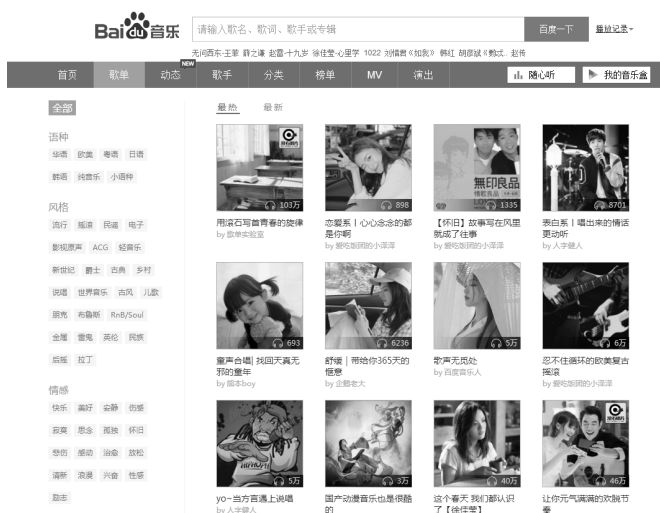 Bai du 音乐
请输入歌名、歌词、歌手或专辑
百度一下
播放记录
无问西东-王菲 薛之谦 赵雷-十九岁 徐佳莹-心里学 1022 刘惜君《如我》 韩红 胡彦斌《 赵传
首页 歌单 动态 NEW 歌手 分类 榜单 MV 演出 随心听 我的音乐盒
全部
最热 最新
语种
华语 欧美 粤语 日语
韩语 纯音乐 小语种
风格
流行 摇滚 民谣 电子
影视原声 ACG 轻音乐
新世纪 爵士 古典 乡村
说唱 世界音乐 古风 儿歌
朋克 布鲁斯 RnB/Soul
金属 雷鬼 英伦 民族
后摇 拉丁
情感
快乐 美好 安静 伤感
寂寞 思念 孤独 怀旧
悲伤 感动 治愈 放松
清新 浪漫 兴奋 性感
励志
103万
用滚石写首青春的旋律
by 歌单实验室
898
恋爱系丨心心念念的都是你啊
by 爱吃饭团的小泽泽
無印良品
1335
【怀旧】故事写在风里就成了往事
by 爱吃饭团的小泽泽
8701
表白系丨唱出来的情话更动听
by 人字健人
693
童声合唱| 找回天真无邪的童年
by 脑本boy
6236
舒缓｜带给你365天的惬意
by 企鹅老大
5万
歌声无觅处
by 百度音乐人
6万
忍不住循环的欧美复古摇滚
by 爱吃饭团的小泽泽
5万
yo~当方言遇上说唱
by 人字健人
3万
国产动漫音乐也是很酷的
40万
这个春天 我们都认识了【徐佳莹】
46万
让你元气满满的欢脱节奏